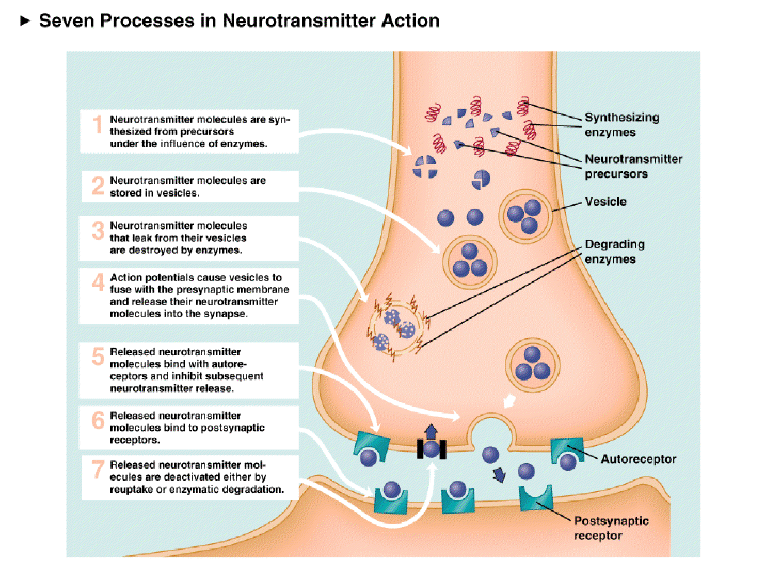 ► Seven Processes in Neurotransmitter Action
1 Neurotransmitter molecules are syn-
thesized from precursors
under the influence of enzymes.
2 Neurotransmitter molecules are
stored in vesicles.
3 Neurotransmitter molecules
that leak from their vesicles
are destroyed by enzymes.
4 Action potentials cause vesicles to
fuse with the presynaptic membrane
and release their neurotransmitter
molecules into the synapse.
5 Released neurotransmitter
molecules bind with autore-
ceptors and inhibit subsequent
neurotransmitter release.
6 Released neurotransmitter
molecules bind to postsynaptic
receptors.
7 Released neurotransmitter mol-
ecules are deactivated either by
reuptake or enzymatic degradation.
Synthesizing
enzymes
Neurotransmitter
precursors
Vesicle
Degrading
enzymes
Autoreceptor
Postsynaptic
receptor